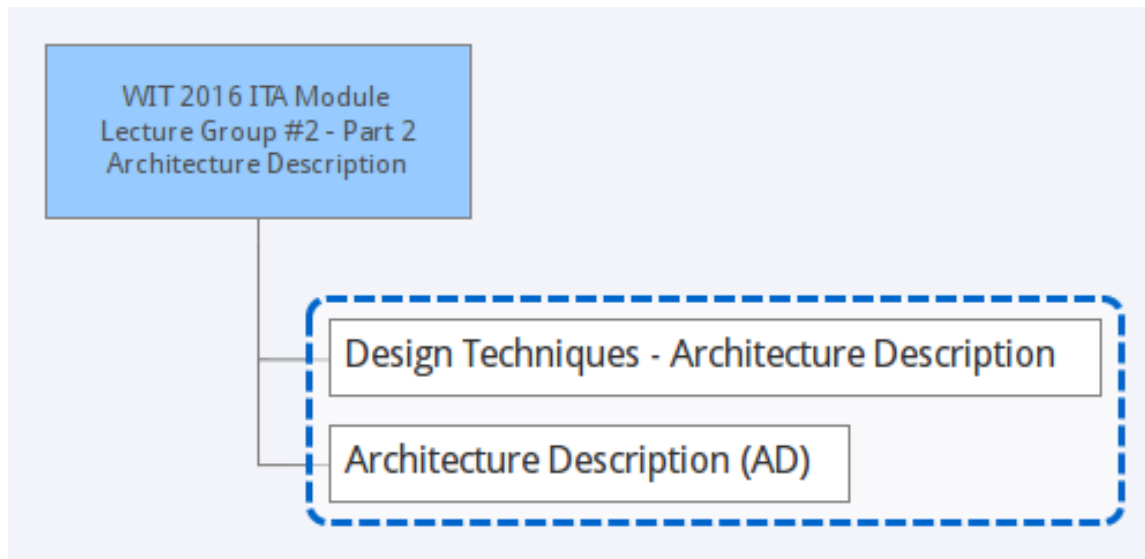 WIT 2016 ITA Module
Lecture Group #2 - Part 2
Architecture Description
Design Techniques - Architecture Description
Architecture Description (AD)